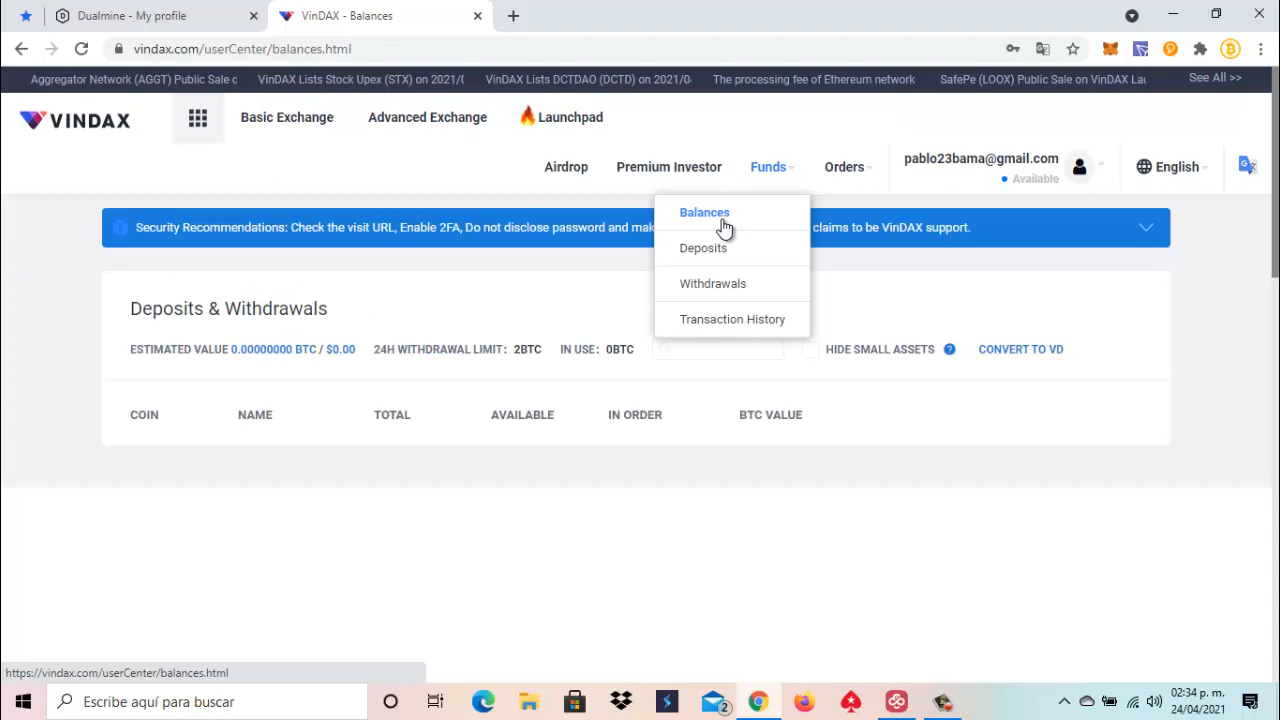 Dualmine - My profile
VinDAX - Balances
vindax.com/userCenter/balances.html
Aggregator Network (AGGT) Public Sale
VinDAX Lists Stock Upex (STX) on 2021/0
VinDAX Lists DCTDAO (DCTD) on 2021/0
The processing fee of Ethereum network
SafePe (LOOX) Public Sale on VinDAX
See All >>
VINDAX
Basic Exchange
Advanced Exchange
Launchpad
Airdrop
Premium Investor
Funds
Orders
pablo23bama@gmail.com
Available
English
Balances
Deposits
Withdrawals
Transaction History
Security Recommendations: Check the visit URL, Enable 2FA, Do not disclose password and
claims to be VinDAX support.
Deposits & Withdrawals
ESTIMATED VALUE 0.00000000 BTC / $0.00
24H WITHDRAWAL LIMIT: 2BTC
IN USE: 0BTC
HIDE SMALL ASSETS
CONVERT TO VD
COIN
NAME
TOTAL
AVAILABLE
IN ORDER
BTC VALUE
https://vindax.com/userCenter/balances.html
Escribe aquí para buscar
2
02:34 p. m.
24/04/2021